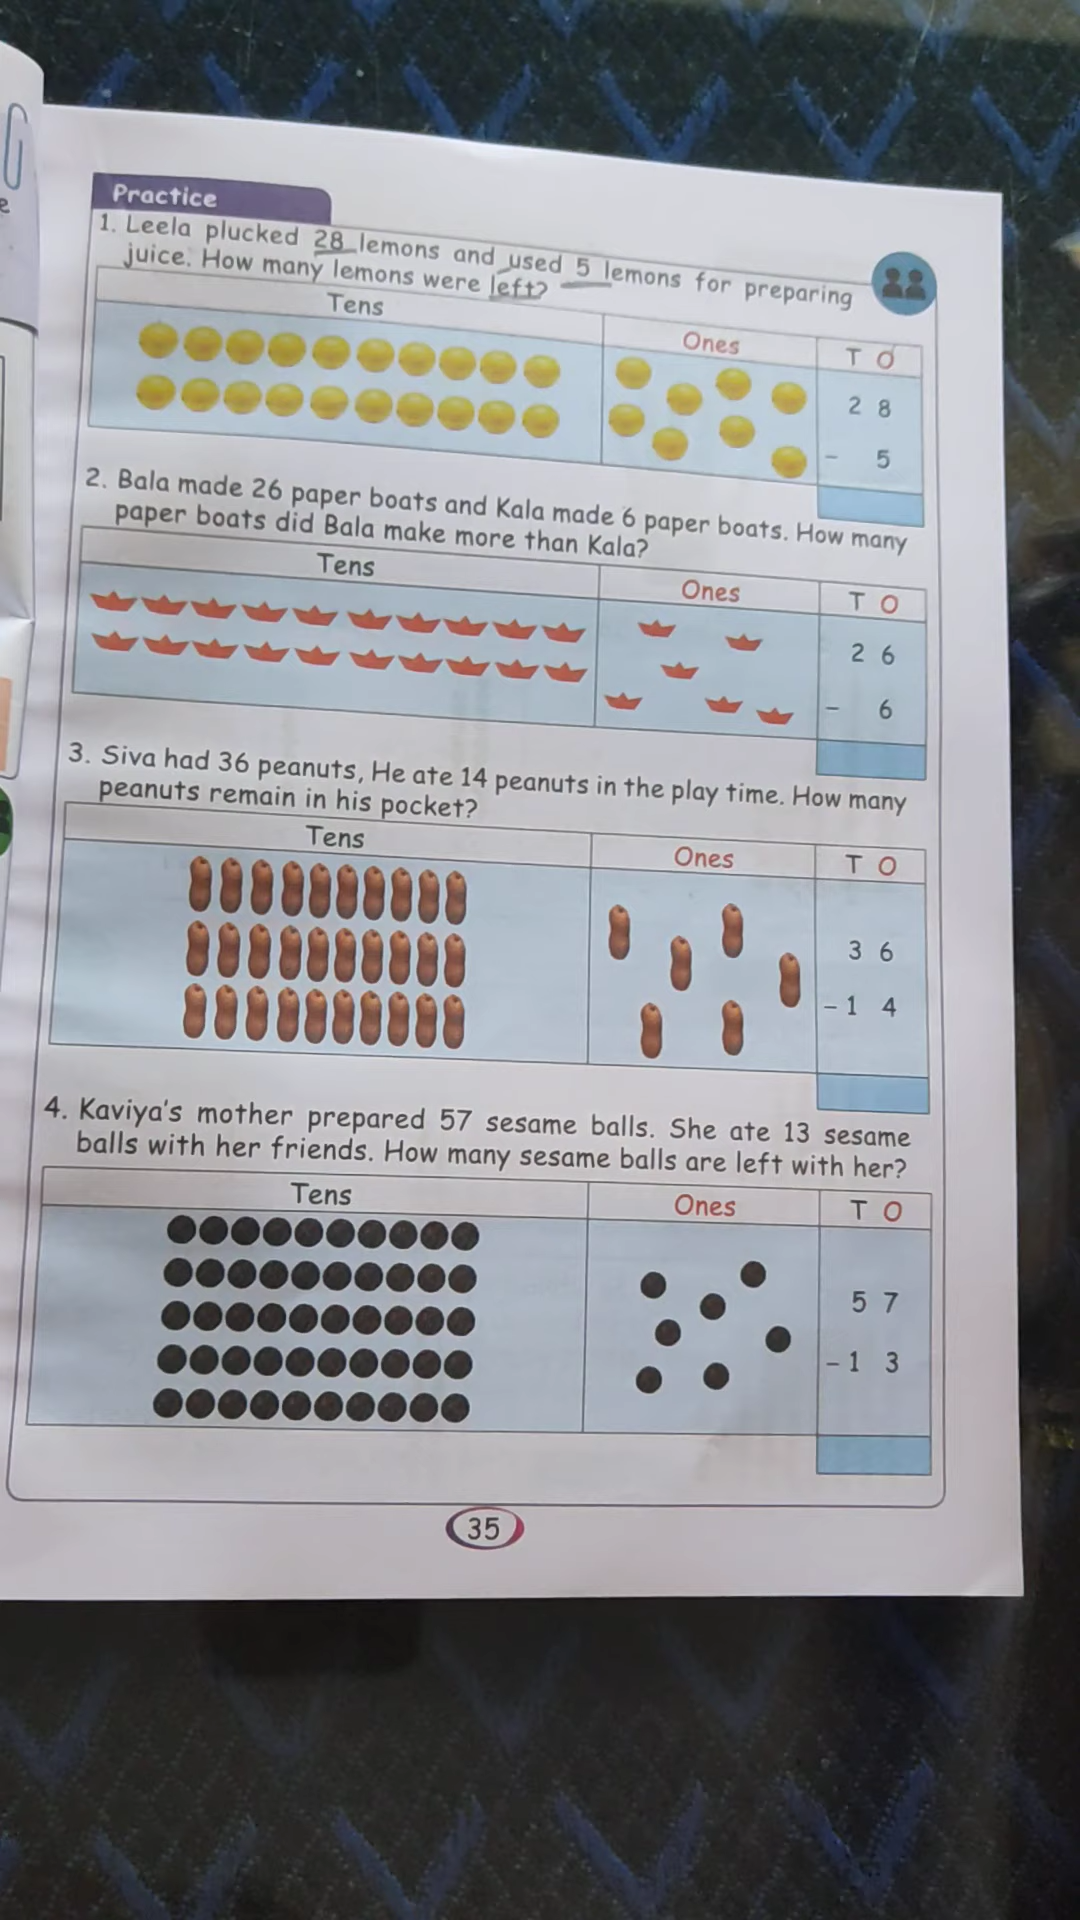 Practice
1. Leela plucked 28 lemons and used 5 lemons for preparing
juice. How many lemons were left?
Tens Ones T O
2 8
- 5
2. Bala made 26 paper boats and Kala made 6 paper boats. How many
paper boats did Bala make more than Kala?
Tens Ones T O
2 6
- 6
3. Siva had 36 peanuts, He ate 14 peanuts in the play time. How many
peanuts remain in his pocket?
Tens Ones T O
3 6
- 1 4
4. Kaviya's mother prepared 57 sesame balls. She ate 13 sesame
balls with her friends. How many sesame balls are left with her?
Tens Ones T O
5 7
- 1 3
35